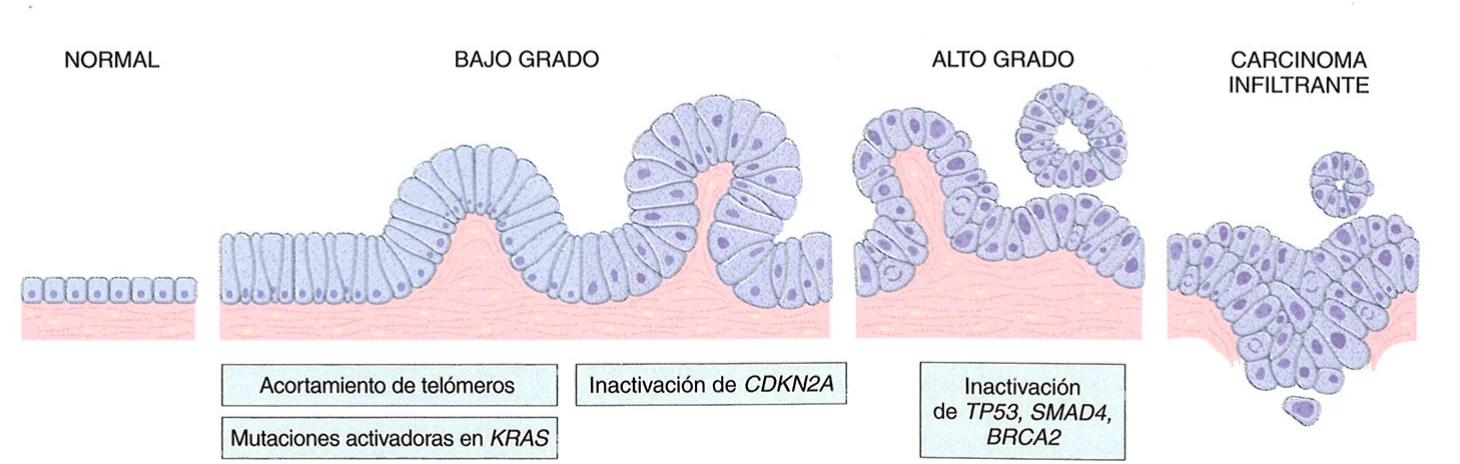 NORMAL
BAJO GRADO
ALTO GRADO
CARCINOMA
INFILTRANTE
Acortamiento de telómeros
Mutaciones activadoras en KRAS
Inactivación de CDKN2A
Inactivación
de TP53, SMAD4,
BRCA2